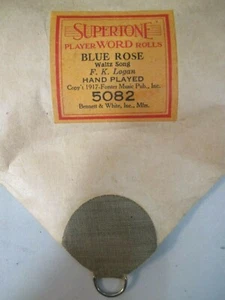 SUPERTONE
PLAYER WORD ROLLS
BLUE ROSE
Waltz Song
F. K. Logan
HAND PLAYED
Copy't 1917-Forster Music Pub., Inc.
5082
Bennett & White, Inc., Mfrs.